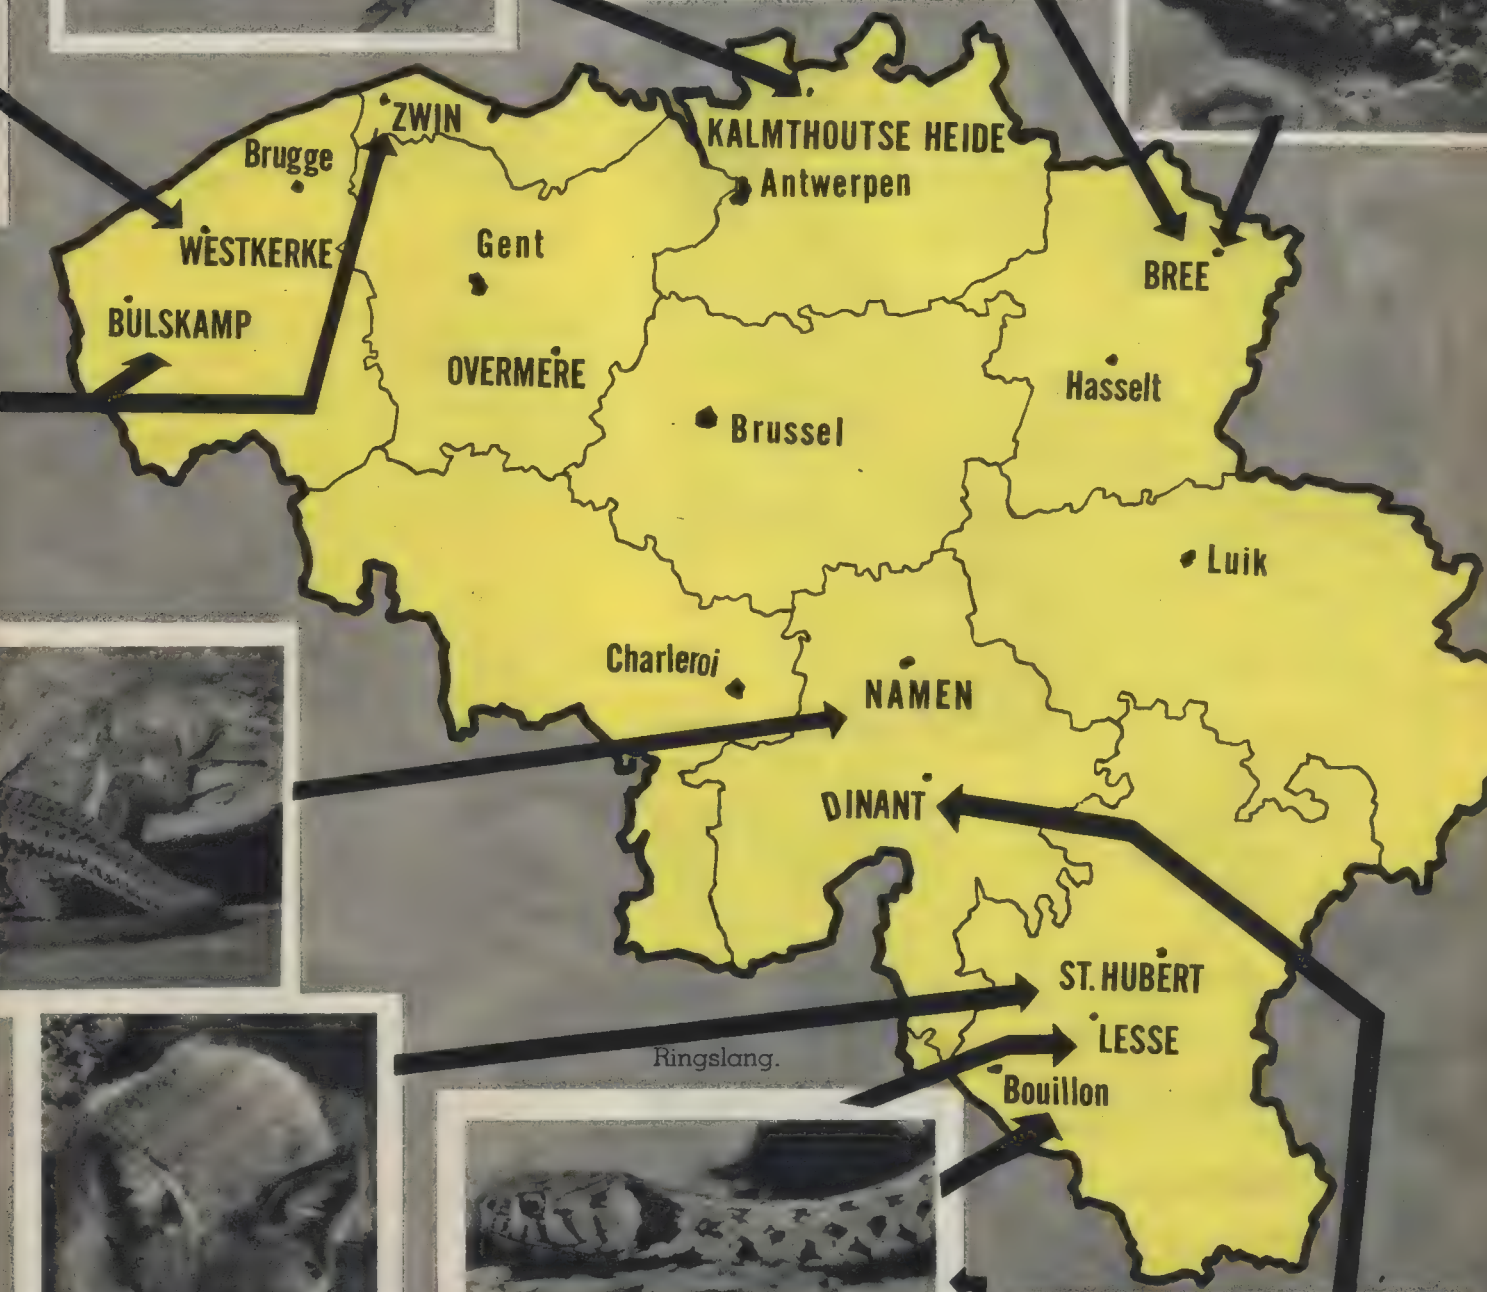 ZWIN
KALMTHOUTSE HEIDE
Brugge
Antwerpen
WESTKERKE
Gent
BREE
BULSKAMP
OVERMERE
Hasselt
Brussel
Luik
Charleroi
NAMEN
DINANT
ST. HUBERT
LESSE
Ringslang.
Bouillon